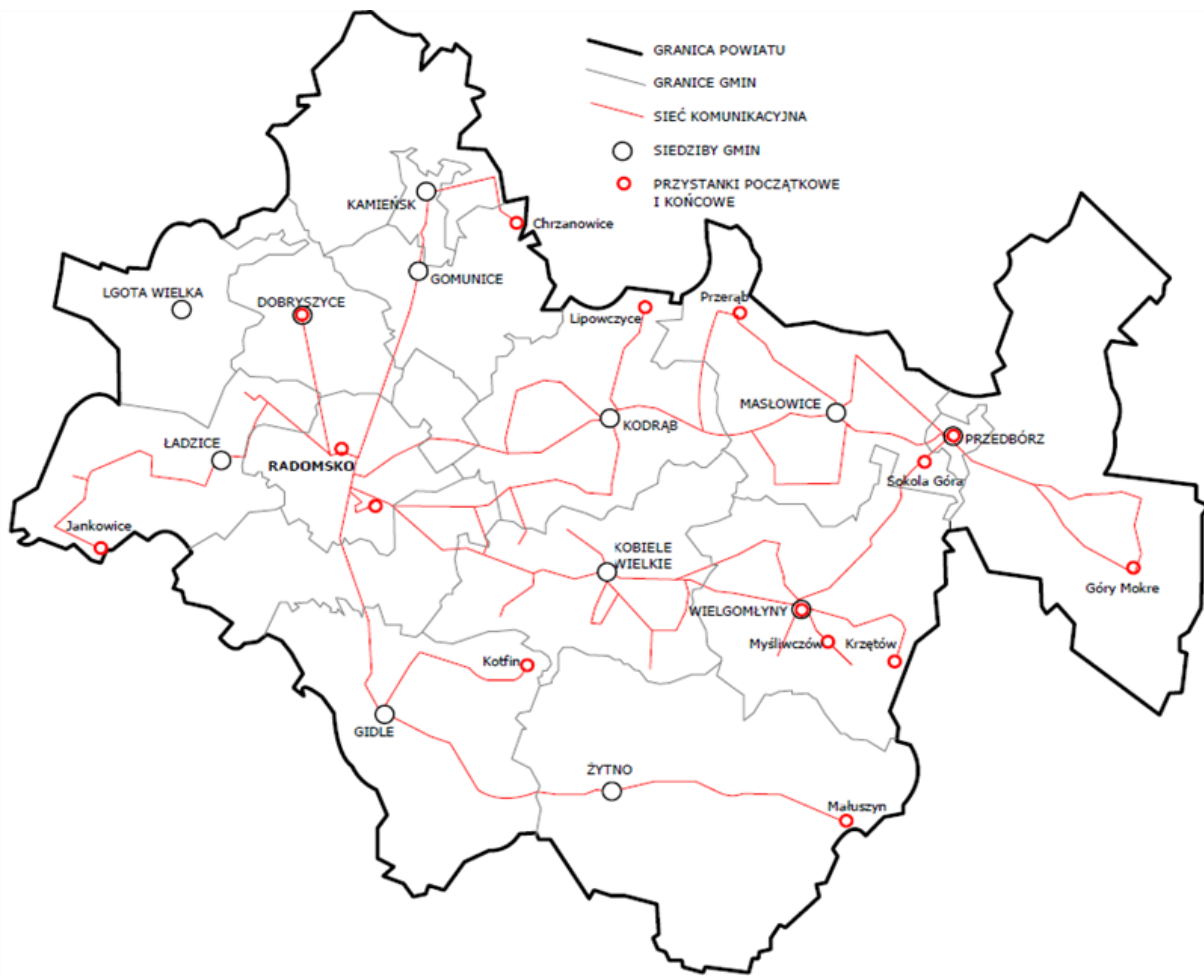 GRANICA POWIATU
GRANICE GMIN
SIEĆ KOMUNIKACYJNA
SIEDZIBY GMIN
PRZYSTANKI POCZĄTKOWE
I KOŃCOWE
KAMIEŃSK
Chrzanowice
GOMUNICE
LGOTA WIELKA
DOBRYSZYCE
Lipowczyce
Przerąb
MASŁOWICE
KODRĄB
PRZEDBÓRZ
ŁADZICE
RADOMSKO
Sokola Góra
Jankowice
KOBIELE
WIELKIE
Góry Mokre
WIELGOMŁYNY
Myśliwczów
Krzętów
Kotfin
GIDLE
ŻYTNO
Małuszyn